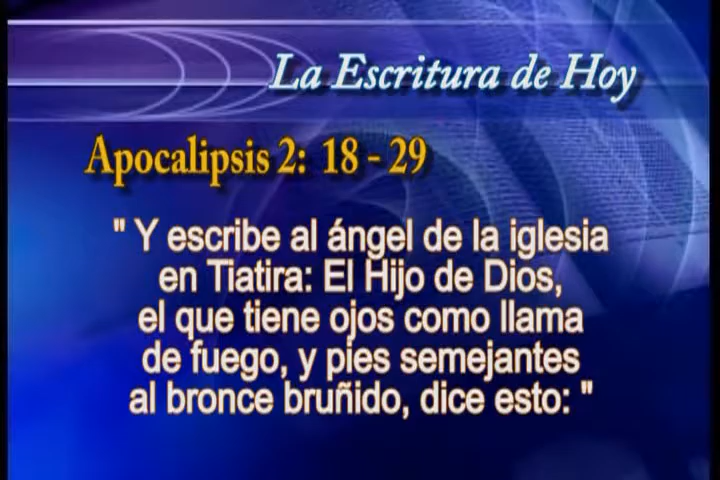 La Escritura de Hoy
Apocalipsis 2: 18 - 29
" Y escribe al ángel de la iglesia
en Tiatira: El Hijo de Dios,
el que tiene ojos como llama
de fuego, y pies semejantes
al bronce bruñido, dice esto: "